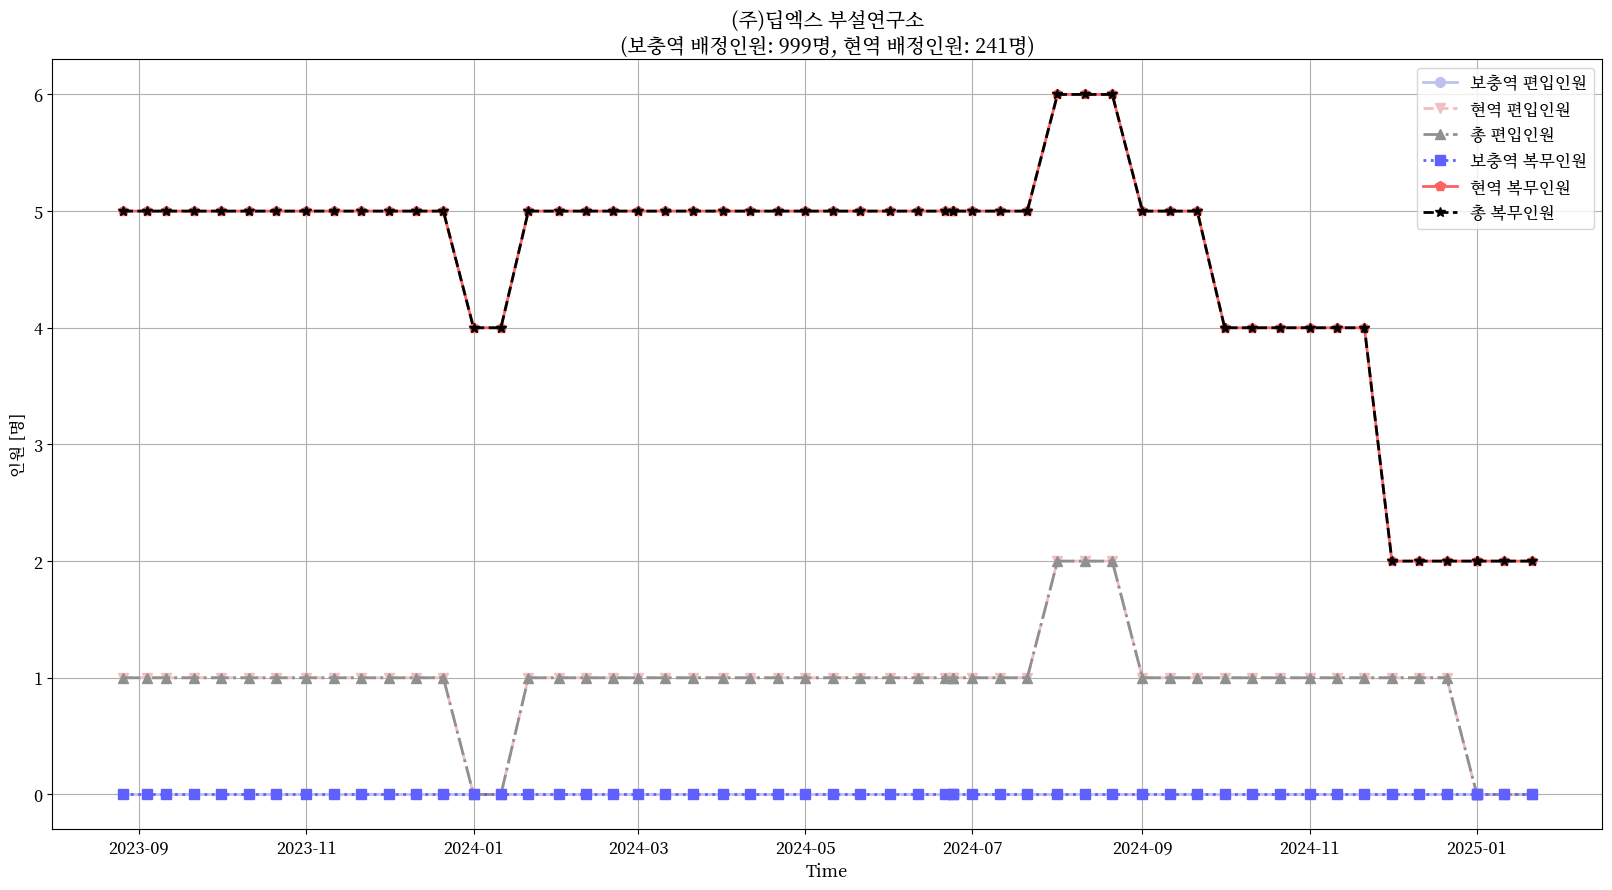 (주)딥엑스 부설연구소
(보충역 배정인원: 999명, 현역 배정인원: 241명)
보충역 편입인원
현역 편입인원
총 편입인원
보충역 복무인원
현역 복무인원
총 복무인원
6
5
4
3
2
1
0
인원 [명]
2023-09
2023-11
2024-01
2024-03
2024-05
2024-07
2024-09
2024-11
2025-01
Time